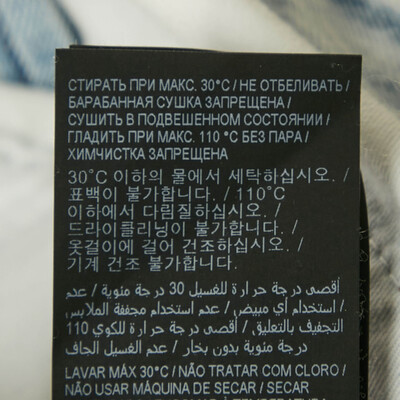 СТИРАТЬ ПРИ МАКС. 30°C / НЕ ОТБЕЛИВАТЬ /
БАРАБАННАЯ СУШКА ЗАПРЕЩЕНА /
СУШИТЬ В ПОДВЕШЕННОМ СОСТОЯНИИ /
ГЛАДИТЬ ПРИ МАКС. 110 °C БЕЗ ПАРА /
ХИМЧИСТКА ЗАПРЕЩЕНА
30°C 이하의 물에서 세탁하십시오. /
표백이 불가합니다. / 110°C
이하에서 다림질하십시오. /
드라이클리닝이 불가합니다. /
옷걸이에 걸어 건조하십시오. /
기계 건조 불가합니다.
أقصى درجة حرارة للغسيل 30 درجة مئوية / عدم
استخدام أي مبيض / عدم استخدام مجففة الملابس /
التجفيف بالتعليق / أقصى درجة حرارة للكوي 110
درجة مئوية بدون بخار / عدم الغسيل الجاف
LAVAR MÁX 30°C / NÃO TRATAR COM CLORO /
NÃO USAR MÁQUINA DE SECAR / SECAR